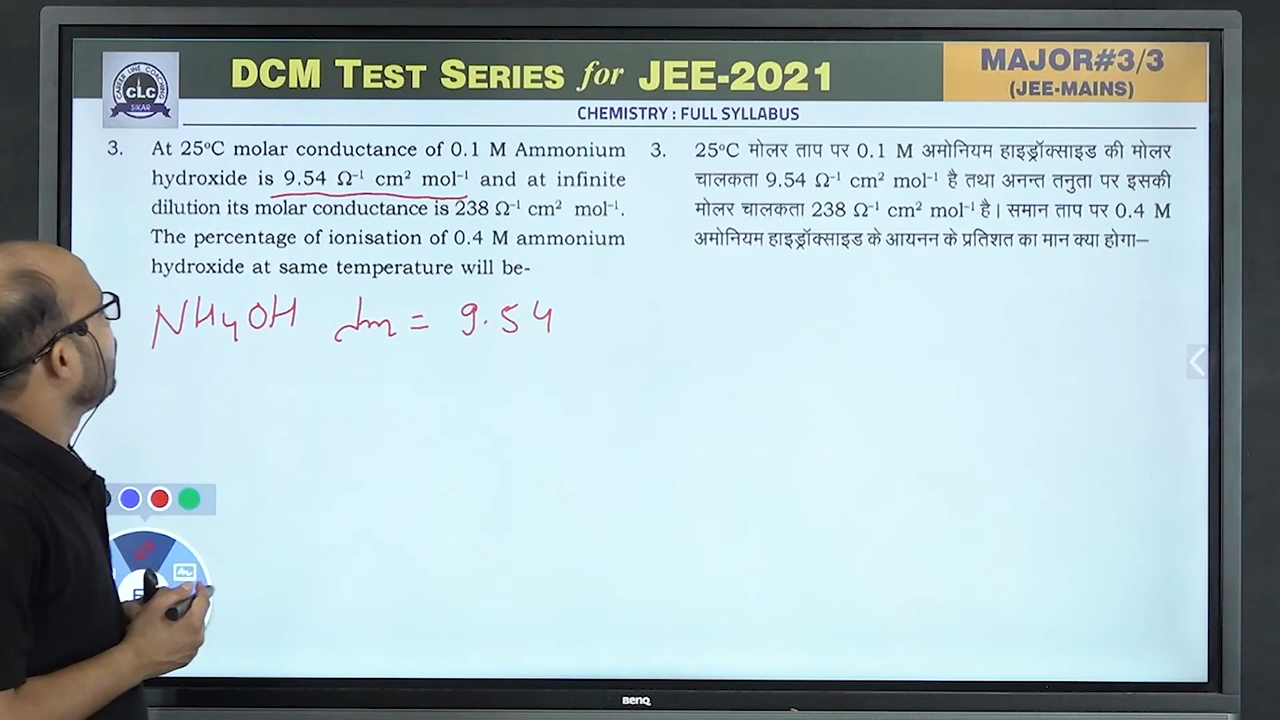 CAREER LINE COACHING
CLC
SIKAR
DCM TEST SERIES for JEE-2021
MAJOR#3/3
(JEE-MAINS)
CHEMISTRY : FULL SYLLABUS
3. At 25°C molar conductance of 0.1 M Ammonium
hydroxide is 9.54 Ω⁻¹ cm² mol⁻¹ and at infinite
dilution its molar conductance is 238 Ω⁻¹ cm² mol⁻¹.
The percentage of ionisation of 0.4 M ammonium
hydroxide at same temperature will be-
3. 25°C मोलर ताप पर 0.1 M अमोनियम हाइड्रॉक्साइड की मोलर
चालकता 9.54 Ω⁻¹ cm² mol⁻¹ है तथा अनन्त तनुता पर इसकी
मोलर चालकता 238 Ω⁻¹ cm² mol⁻¹ है। समान ताप पर 0.4 M
अमोनियम हाइड्रॉक्साइड के आयनन के प्रतिशत का मान क्या होगा–
NH4OH Λm = 9.54
BENQ